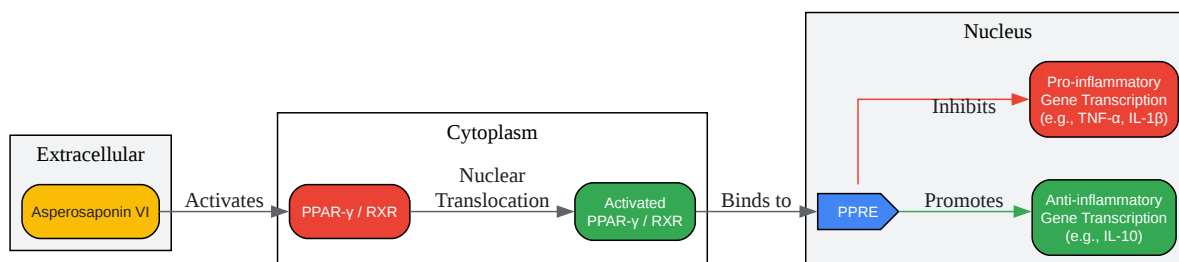 Extracellular
Asperosaponin VI
Activates
Cytoplasm
PPAR-γ / RXR
Nuclear
Translocation
Activated
PPAR-γ / RXR
Binds to
Nucleus
PPRE
Inhibits
Pro-inflammatory
Gene Transcription
(e.g., TNF-α, IL-1β)
Promotes
Anti-inflammatory
Gene Transcription
(e.g., IL-10)